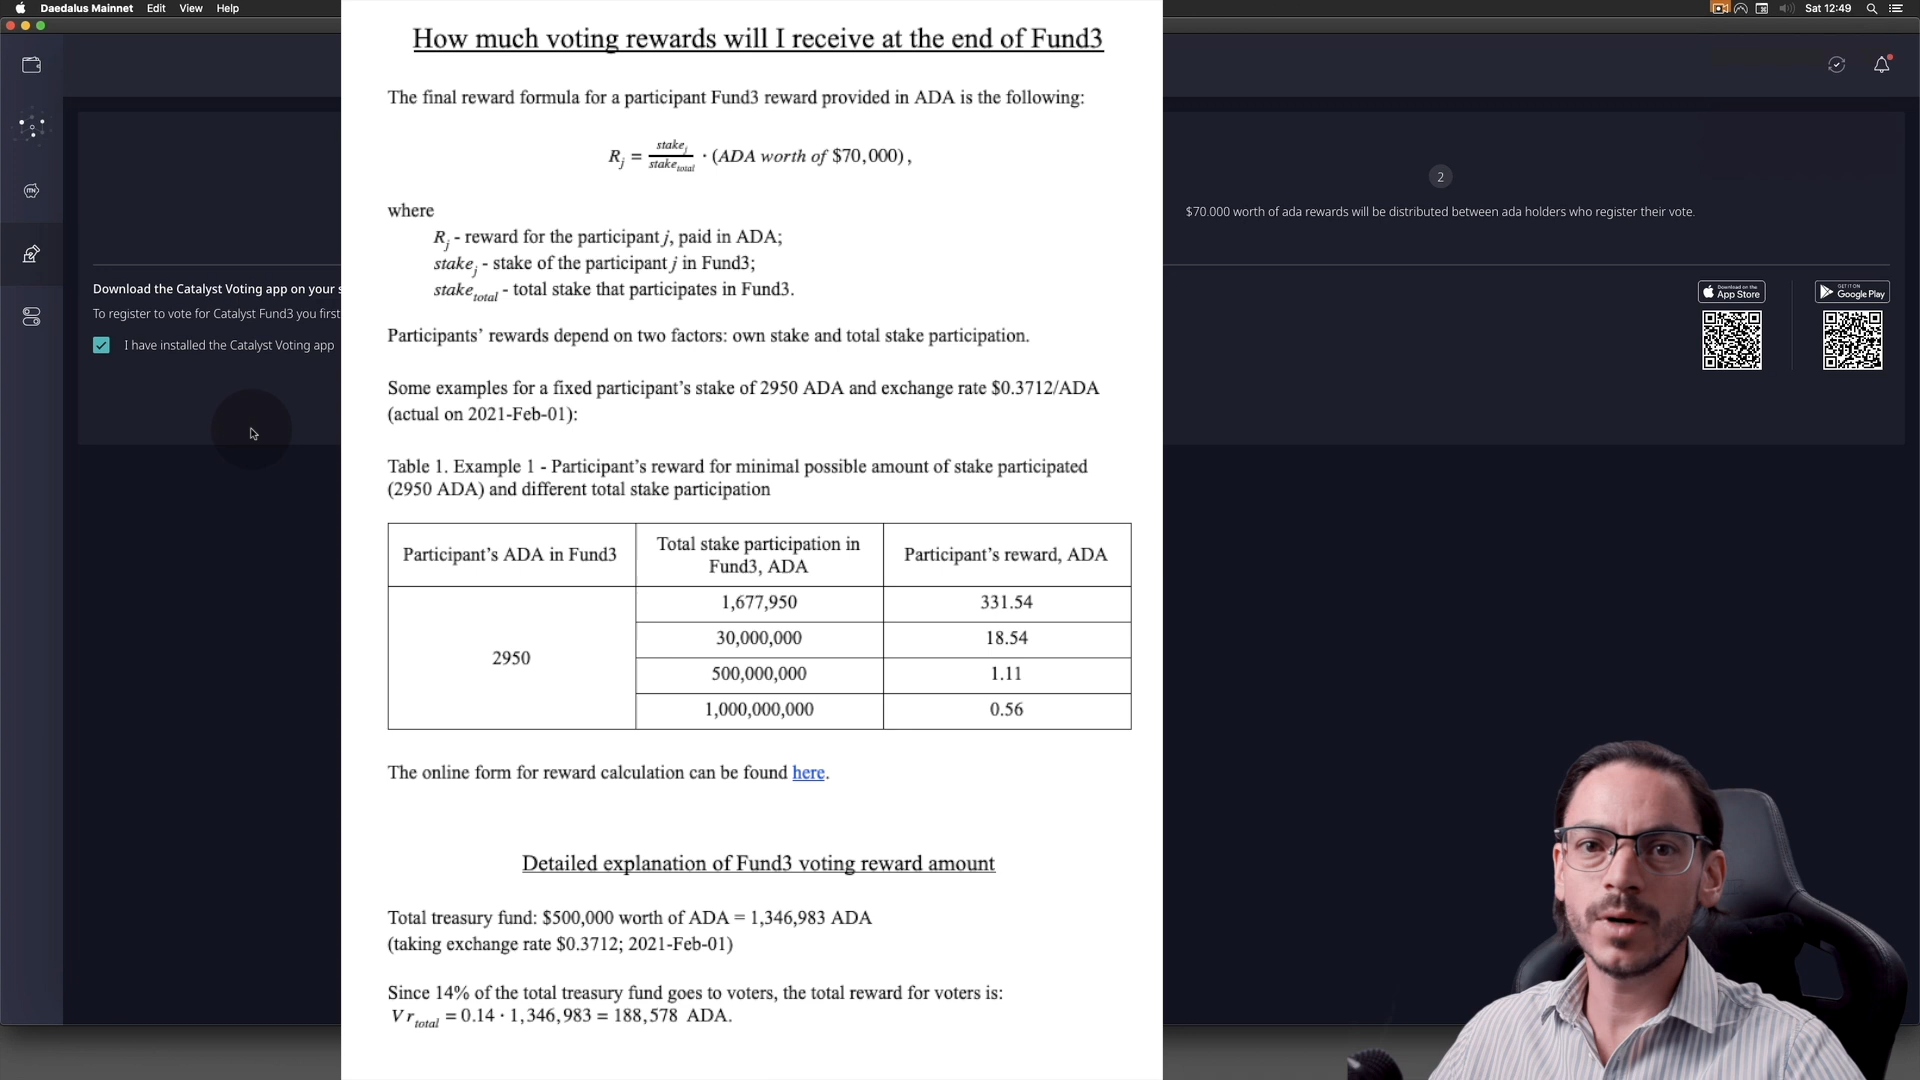 Daedalus Mainnet Edit View Help
Sat 12:49
How much voting rewards will I receive at the end of Fund3
The final reward formula for a participant Fund3 reward provided in ADA is the following:
R_j = stake_j / stake_total · (ADA worth of $70,000),
where
R_j - reward for the participant j, paid in ADA;
stake_j - stake of the participant j in Fund3;
stake_total - total stake that participates in Fund3.
Participants’ rewards depend on two factors: own stake and total stake participation.
Some examples for a fixed participant’s stake of 2950 ADA and exchange rate $0.3712/ADA
(actual on 2021-Feb-01):
Table 1. Example 1 - Participant’s reward for minimal possible amount of stake participated
(2950 ADA) and different total stake participation
Participant’s ADA in Fund3
Total stake participation in
Fund3, ADA
Participant’s reward, ADA
2950
1,677,950 331.54
30,000,000 18.54
500,000,000 1.11
1,000,000,000 0.56
The online form for reward calculation can be found here.
Detailed explanation of Fund3 voting reward amount
Total treasury fund: $500,000 worth of ADA = 1,346,983 ADA
(taking exchange rate $0.3712; 2021-Feb-01)
Since 14% of the total treasury fund goes to voters, the total reward for voters is:
Vr_total = 0.14 · 1,346,983 = 188,578 ADA.
Download the Catalyst Voting app on your
To register to vote for Catalyst Fund3 you first
I have installed the Catalyst Voting app
2
$70.000 worth of ada rewards will be distributed between ada holders who register their vote.
Download on the
App Store
GET IT ON
Google Play